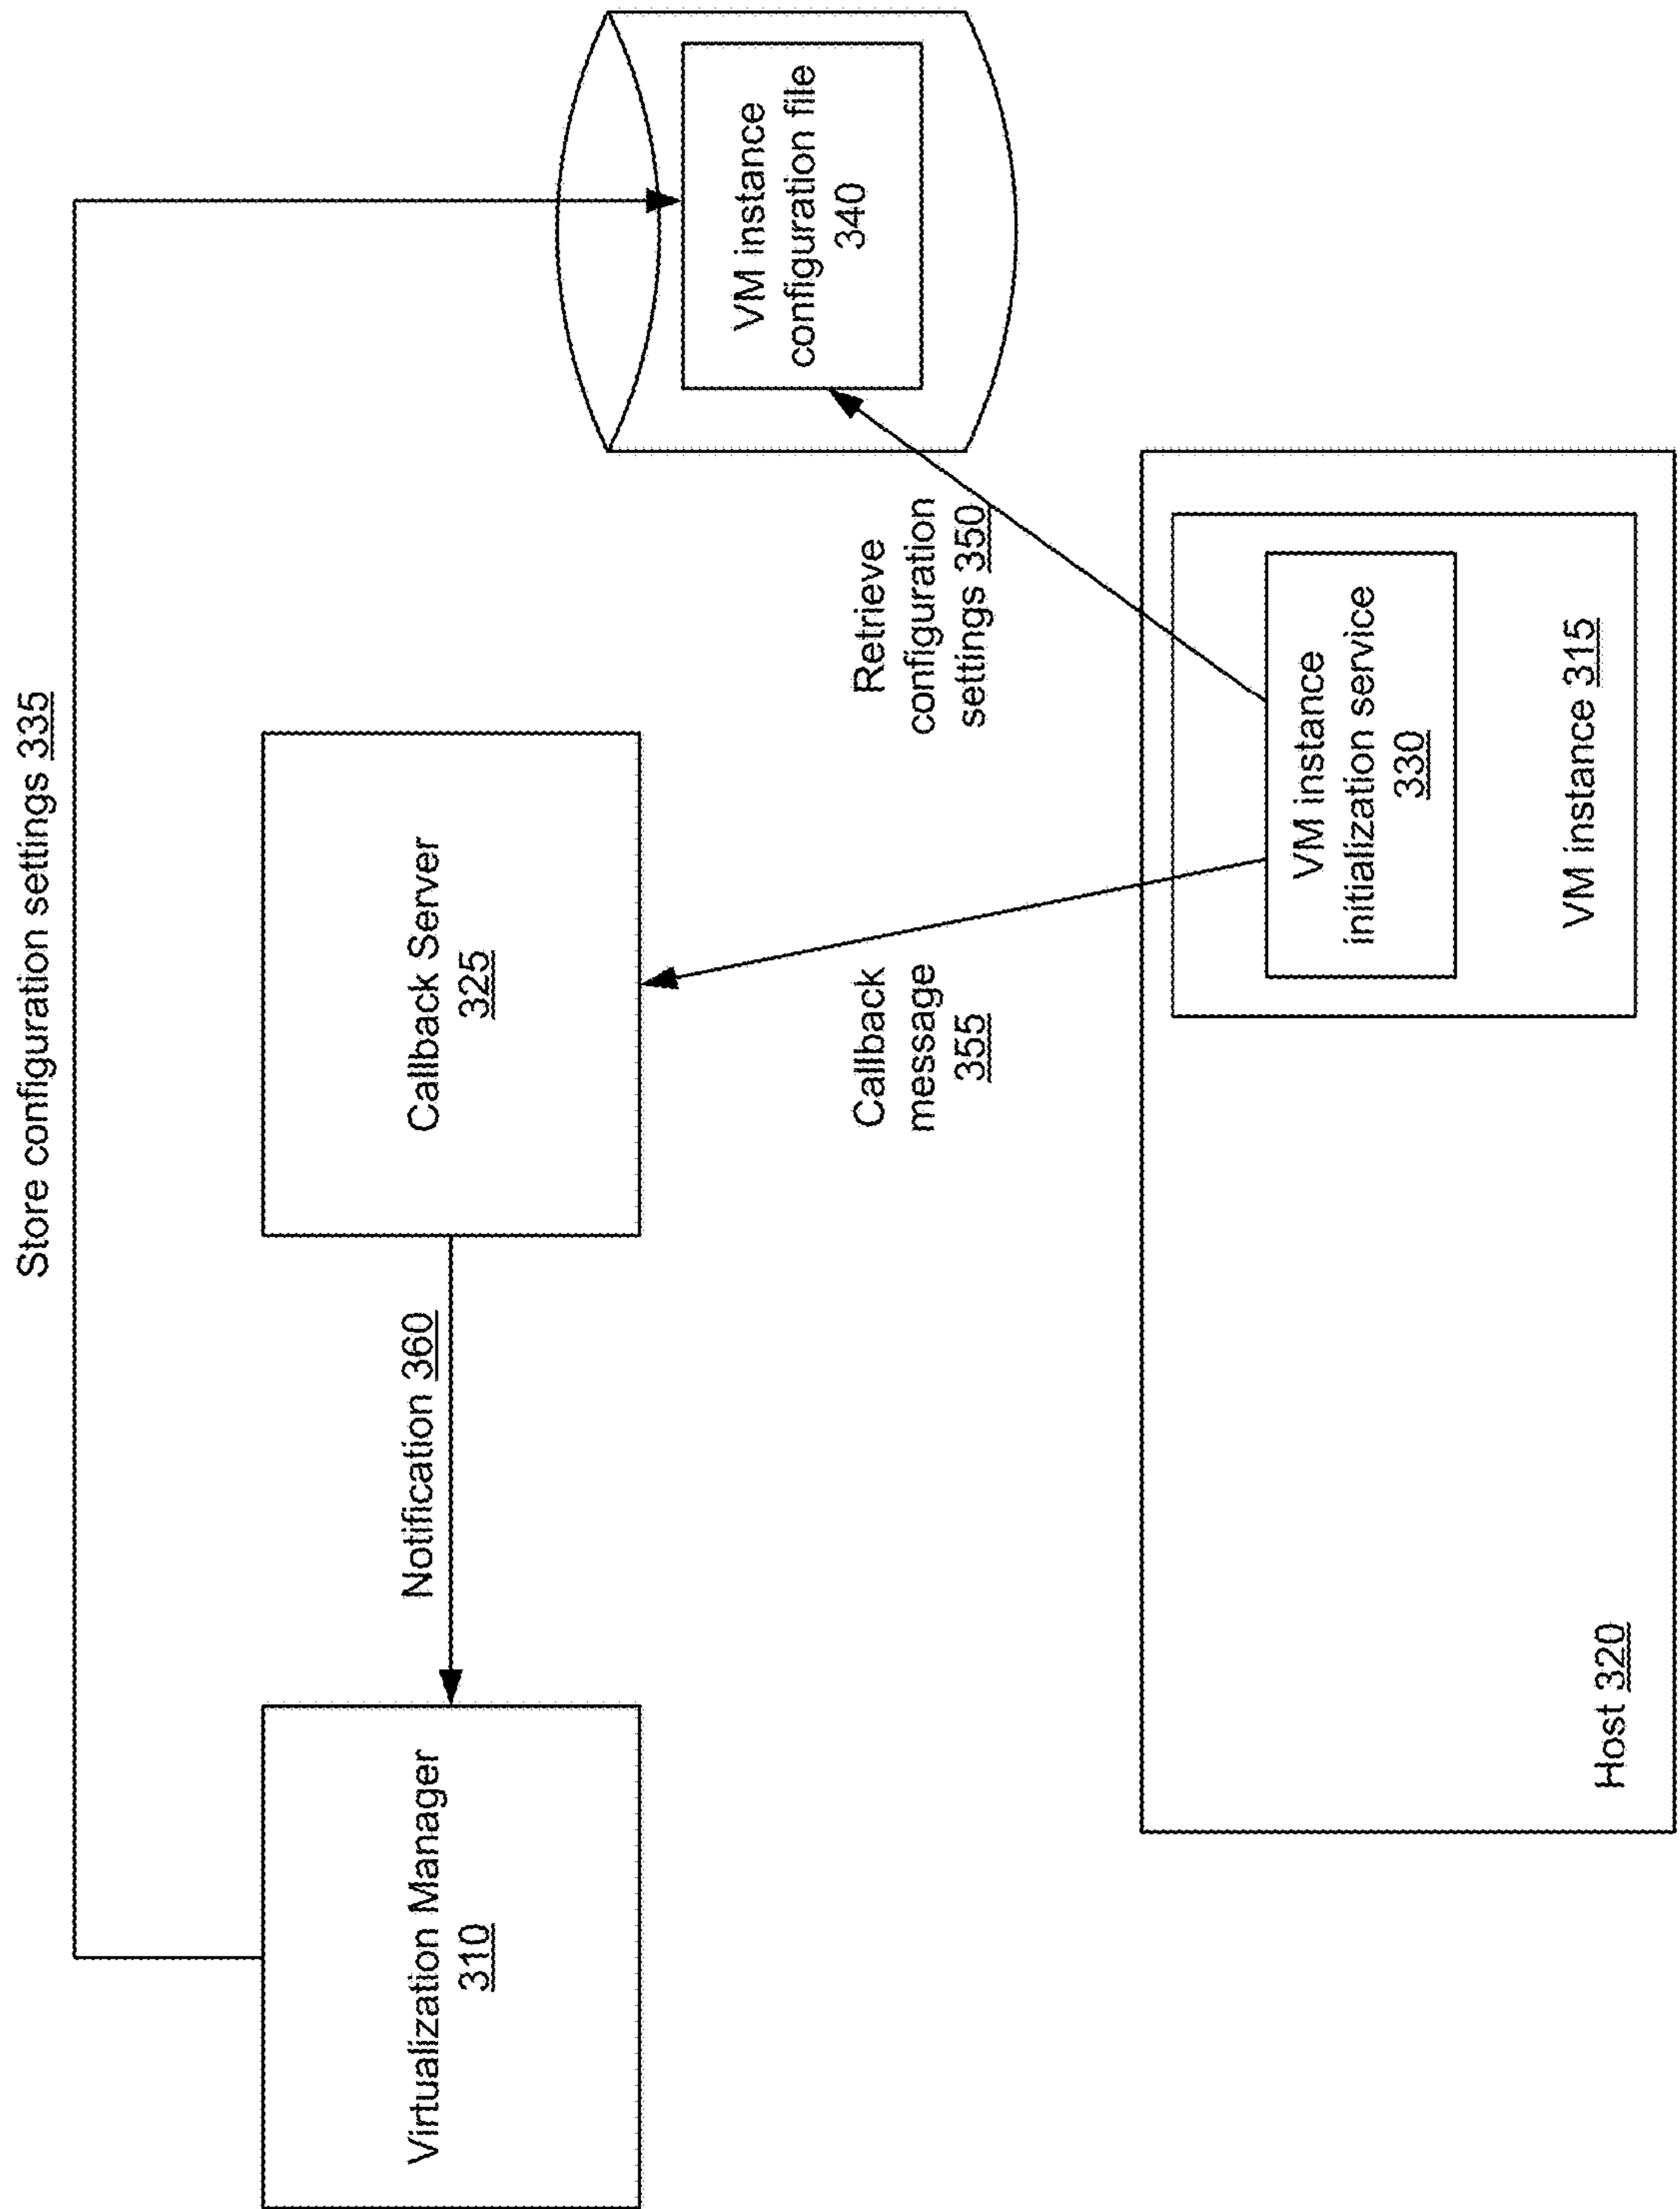 Store configuration settings 335
Virtualization Manager
310
Notification 360
Callback Server
325
VM instance
configuration file
340
Callback
message
355
Retrieve
configuration
settings 350
VM instance
initialization service
330
VM instance 315
Host 320